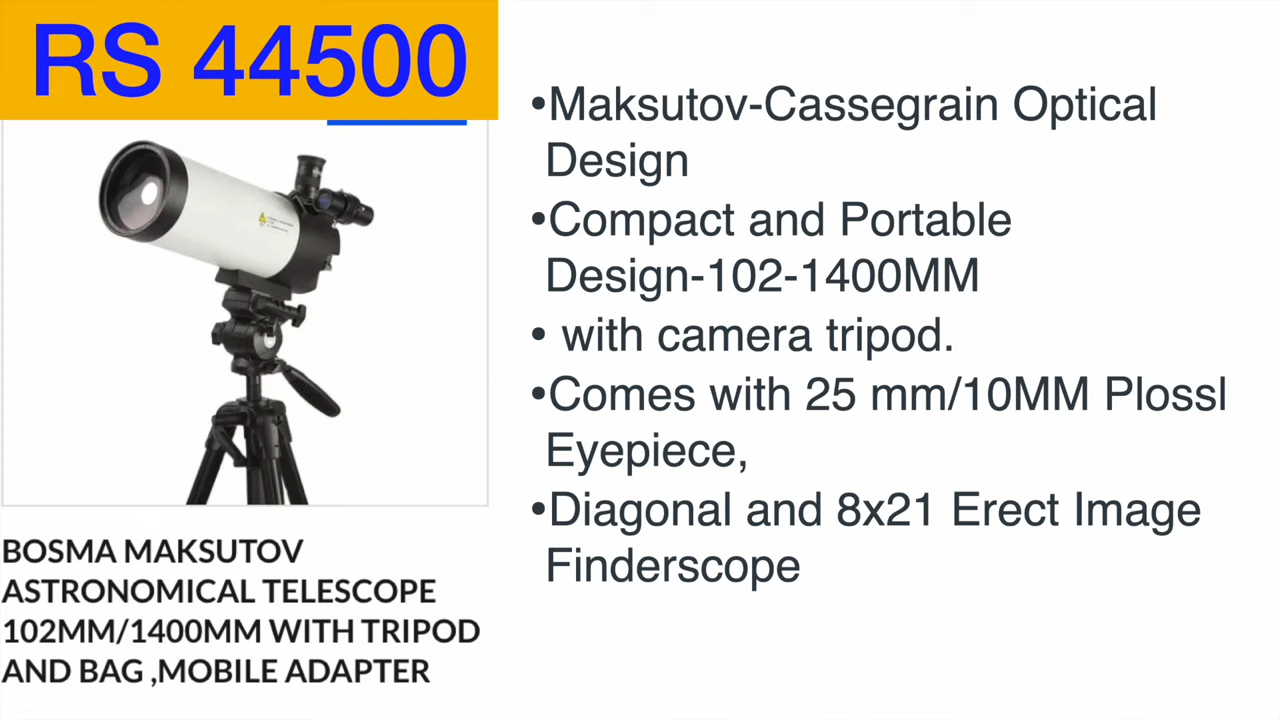 RS 44500
•Maksutov-Cassegrain Optical
Design
•Compact and Portable
Design-102-1400MM
• with camera tripod.
•Comes with 25 mm/10MM Plossl
Eyepiece,
•Diagonal and 8x21 Erect Image
Finderscope
BOSMA MAKSUTOV
ASTRONOMICAL TELESCOPE
102MM/1400MM WITH TRIPOD
AND BAG ,MOBILE ADAPTER